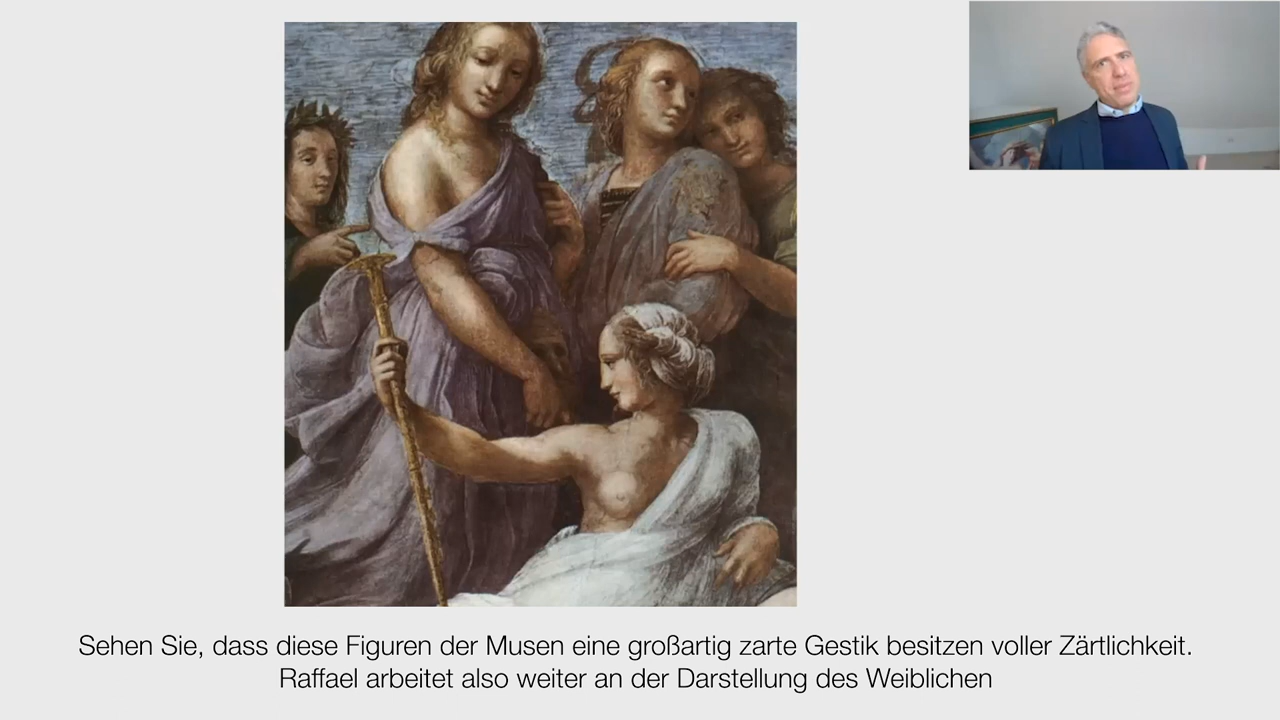 Sehen Sie, dass diese Figuren der Musen eine großartig zarte Gestik besitzen voller Zärtlichkeit.
Raffael arbeitet also weiter an der Darstellung des Weiblichen